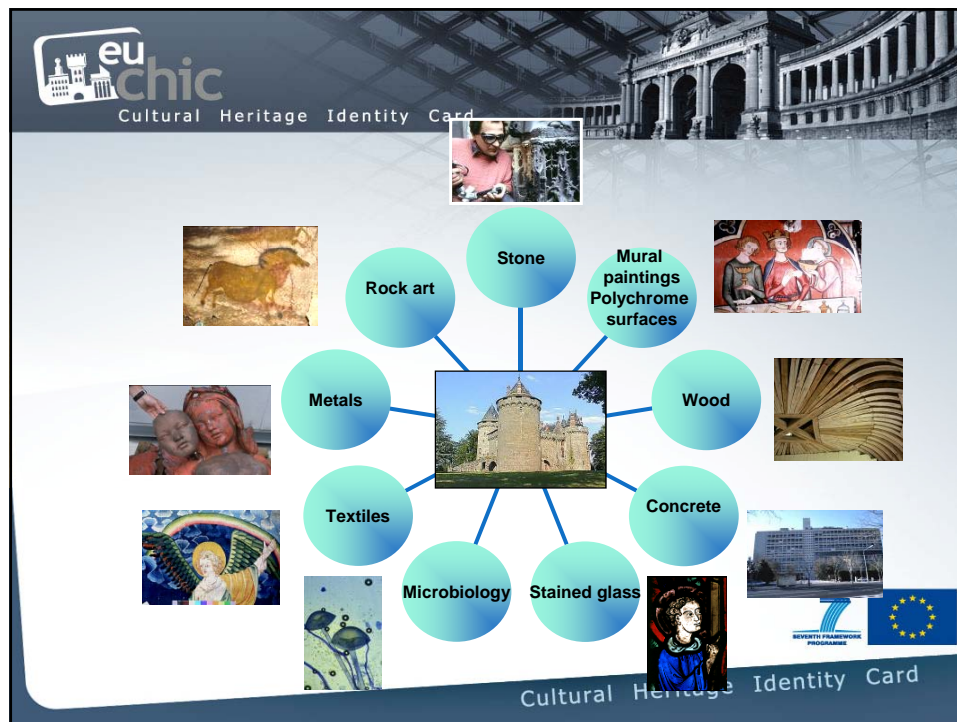 eu
chic
Cultural Heritage Identity Card
Stone
Mural
paintings
Polychrome
surfaces
Rock art
Metals
Wood
Textiles
Concrete
Microbiology
Stained glass
7
SEVENTH FRAMEWORK
PROGRAMME
Cultural Heritage Identity Card